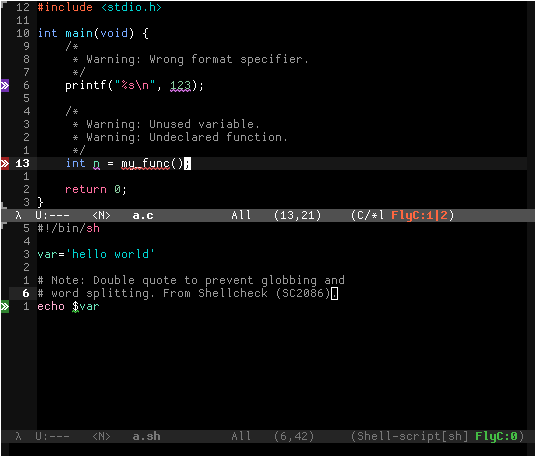 12 #include <stdio.h>
11
10 int main(void) {
9 /*
8 * Warning: Wrong format specifier.
7 */
» 6 printf("%s\n", 123);
5
4 /*
3 * Warning: Unused variable.
2 * Warning: Undeclared function.
1 */
» 13 int n = my_func();
1
2 return 0;
3 }
λ U:--- <N> a.c All (13,21) (C/*l FlyC:1|2)
5 #!/bin/sh
4
3 var='hello world'
2
1 # Note: Double quote to prevent globbing and
6 # word splitting. From Shellcheck (SC2086).
» 1 echo $var
λ U:--- <N> a.sh All (6,42) (Shell-script[sh] FlyC:0)